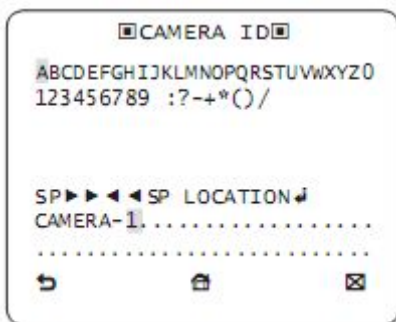 ▣CAMERA ID▣
ABCDEFGHIJKLMNOPQRSTUVWXYZ0
123456789 :?-+*()/
SP►►◄◄SP LOCATION↲
CAMERA-1..................
..........................